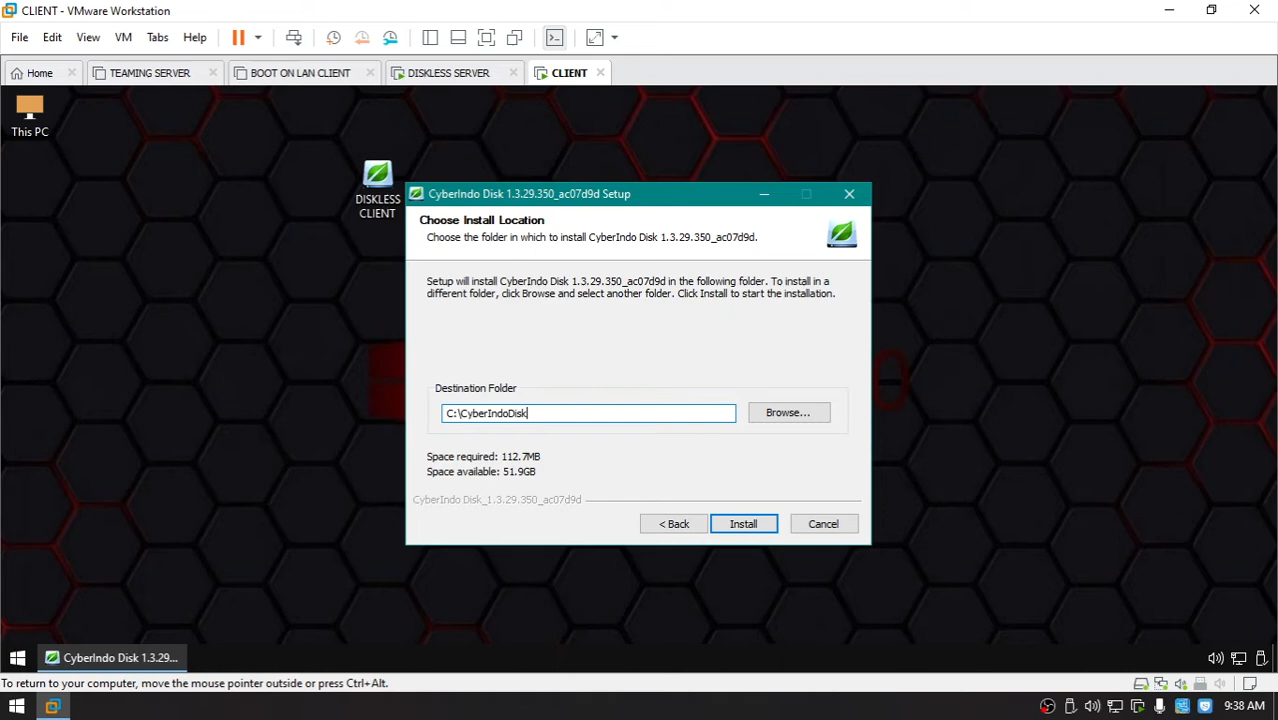 CLIENT - VMware Workstation
File Edit View VM Tabs Help
Home TEAMING SERVER BOOT ON LAN CLIENT DISKLESS SERVER CLIENT
This PC
DISKLESS
CLIENT
CyberIndo Disk 1.3.29.350_ac07d9d Setup
Choose Install Location
Choose the folder in which to install CyberIndo Disk 1.3.29.350_ac07d9d.
Setup will install CyberIndo Disk 1.3.29.350_ac07d9d in the following folder. To install in a
different folder, click Browse and select another folder. Click Install to start the installation.
Destination Folder
C:\CyberIndoDisk
Browse...
Space required: 112.7MB
Space available: 51.9GB
CyberIndo Disk_1.3.29.350_ac07d9d
< Back Install Cancel
CyberIndo Disk 1.3.29...
To return to your computer, move the mouse pointer outside or press Ctrl+Alt.
9:38 AM